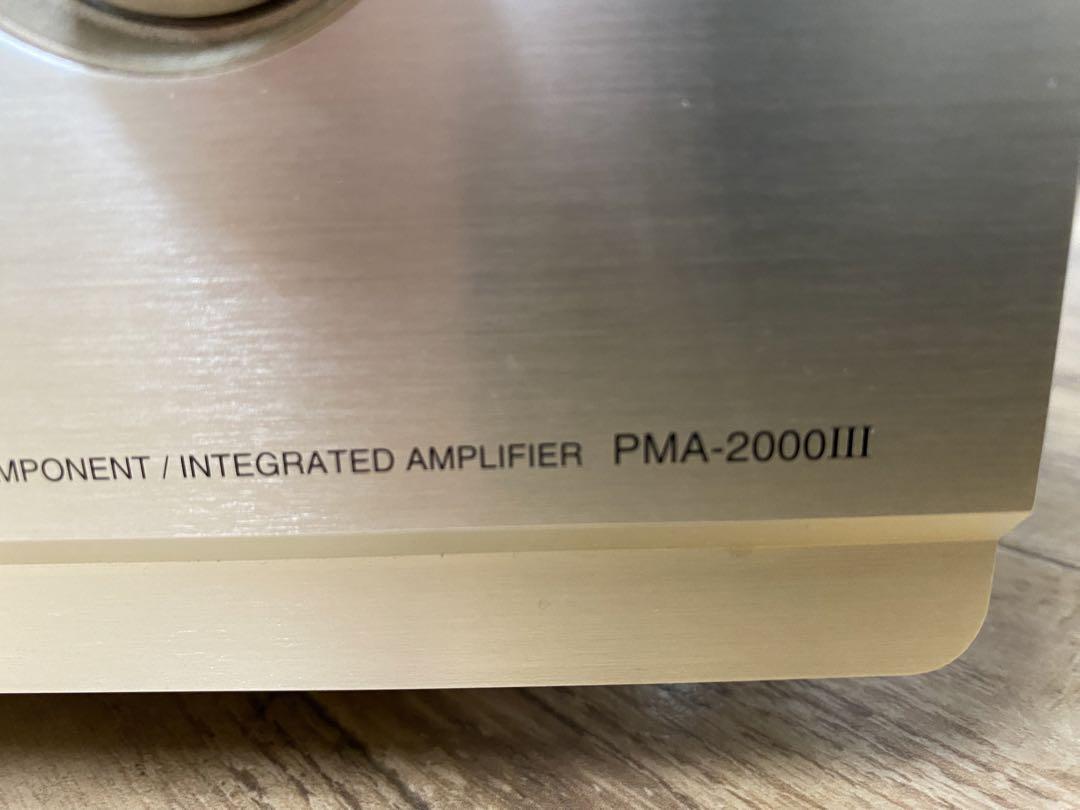 MPONENT / INTEGRATED AMPLIFIER PMA-2000III